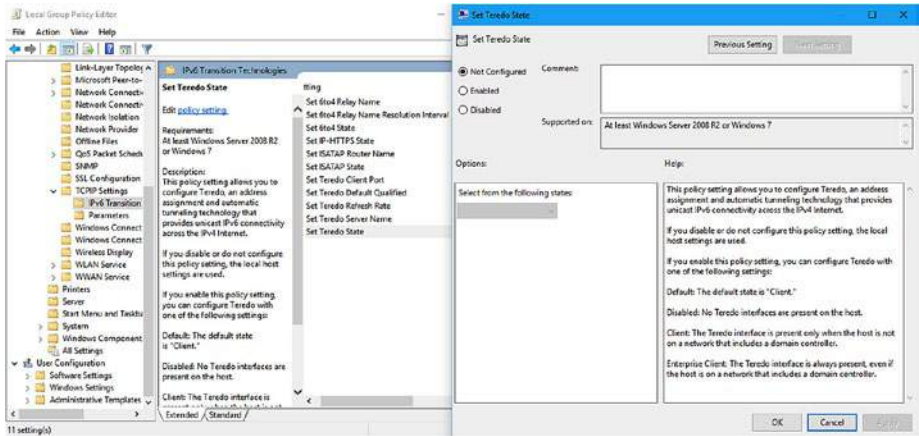 Local Group Policy Editor
File Action View Help
Link-Layer Topolog
Microsoft Peer-to-
Network Connecti
Network Connecti
Network Isolation
Network Provider
Offline Files
QoS Packet Sched
SNMP
SSL Configuration
TCPIP Settings
IPv6 Transition
Parameters
Windows Connect
Windows Connect
Wireless Display
WLAN Service
WWAN Service
Printers
Server
Start Menu and Taskba
System
Windows Component
All Settings
User Configuration
Software Settings
Windows Settings
Administrative Templates
11 setting(s)
IPv6 Transition Technologies
Set Teredo State
Edit policy setting.
Requirements:
At least Windows Server 2008 R2
or Windows 7
Description:
This policy setting allows you to
configure Teredo, an address
assignment and automatic
tunneling technology that
provides unicast IPv6 connectivity
across the IPv4 Internet.
If you disable or do not configure
this policy setting, the local host
settings are used.
If you enable this policy setting,
you can configure Teredo with
one of the following settings:
Default: The default state
is "Client."
Disabled: No Teredo interfaces are
present on the host.
Client: The Teredo interface is
tting
Set 6to4 Relay Name
Set 6to4 Relay Name Resolution Interval
Set 6to4 State
Set IP-HTTPS State
Set ISATAP Router Name
Set ISATAP State
Set Teredo Client Port
Set Teredo Default Qualified
Set Teredo Refresh Rate
Set Teredo Server Name
Set Teredo State
Extended Standard
Set Teredo State
Set Teredo State
Previous Setting
Not Configured
Enabled
Disabled
Comment:
Supported on:
At least Windows Server 2008 R2 or Windows 7
Options:
Help:
Select from the following states:
This policy setting allows you to configure Teredo, an address
assignment and automatic tunneling technology that provides
unicast IPv6 connectivity across the IPv4 Internet.
If you disable or do not configure this policy setting, the local
host settings are used.
If you enable this policy setting, you can configure Teredo with
one of the following settings:
Default: The default state is "Client."
Disabled: No Teredo interfaces are present on the host.
Client: The Teredo interface is present only when the host is not
on a network that includes a domain controller.
Enterprise Client: The Teredo interface is always present, even if
the host is on a network that includes a domain controller.
OK
Cancel
Apply